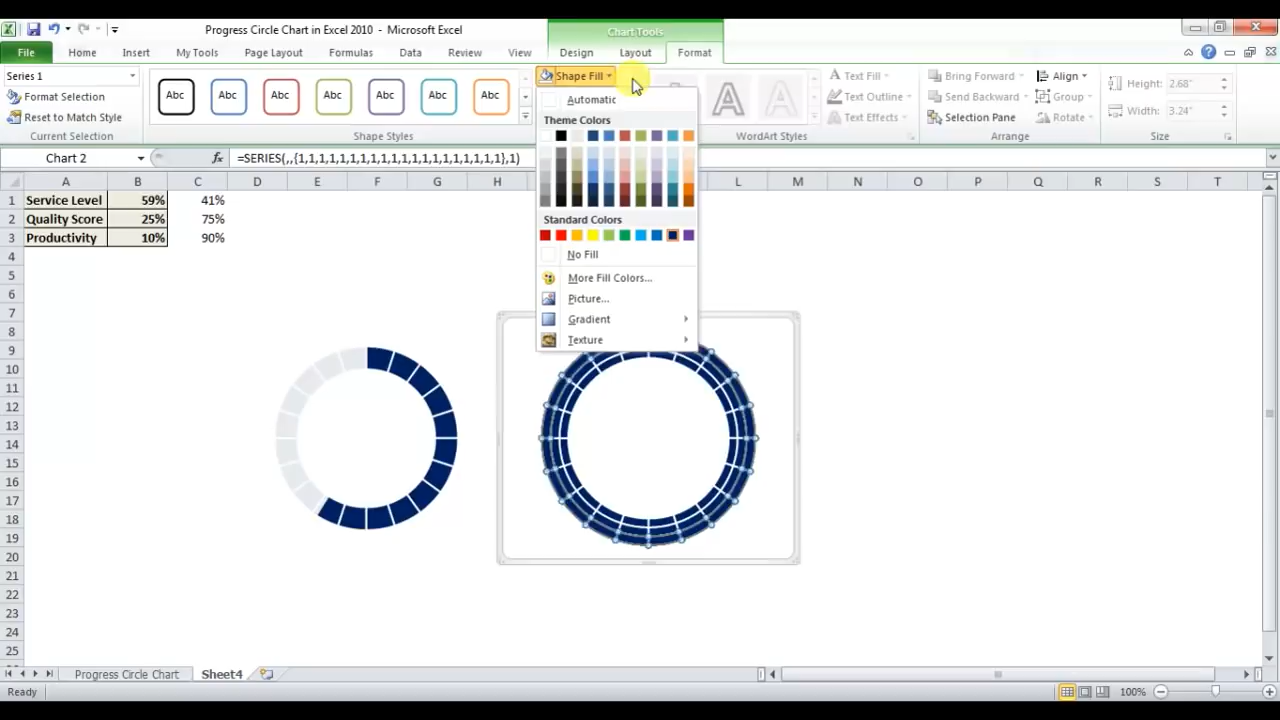 Progress Circle Chart in Excel 2010 - Microsoft Excel
Chart Tools
File Home Insert My Tools Page Layout Formulas Data Review View Design Layout Format
Series 1
Format Selection
Reset to Match Style
Current Selection
Abc Abc Abc Abc Abc Abc Abc
Shape Styles
Shape Fill
Automatic
Theme Colors
Standard Colors
No Fill
More Fill Colors...
Picture...
Gradient
Texture
A A
WordArt Styles
Text Fill
Text Outline
Text Effects
Bring Forward
Send Backward
Selection Pane
Align
Group
Rotate
Arrange
Height: 2.68"
Width: 3.24"
Size
Chart 2 fx =SERIES(,,{1,1,1,1,1,1,1,1,1,1,1,1,1,1,1,1,1,1,1,1},1)
A B C D E F G H L M N O P Q R S T
1 Service Level 59% 41%
2 Quality Score 25% 75%
3 Productivity 10% 90%
4
5
6
7
8
9
10
11
12
13
14
15
16
17
18
19
20
21
22
23
24
25
Progress Circle Chart Sheet4
Ready 100%